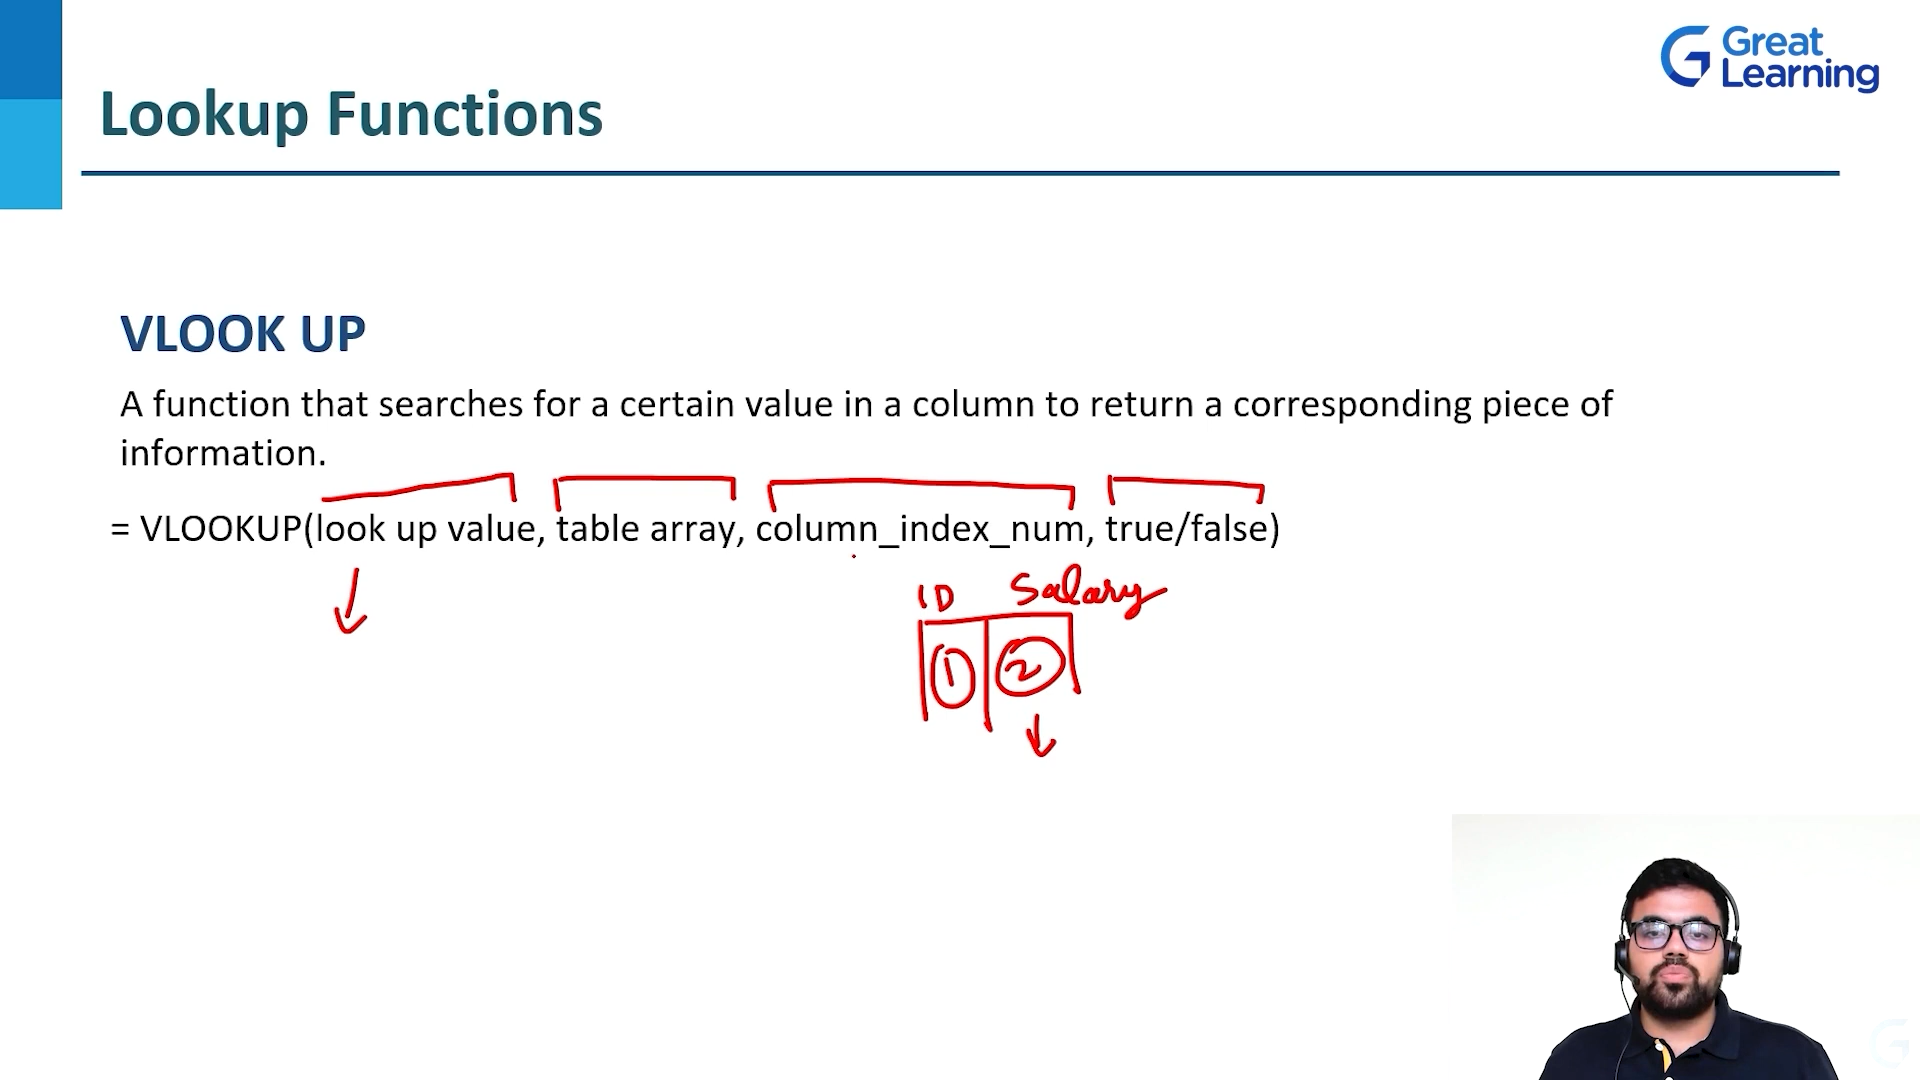 Great
Learning
Lookup Functions
VLOOK UP
A function that searches for a certain value in a column to return a corresponding piece of
information.
= VLOOKUP(look up value, table array, column_index_num, true/false)
ID Salary
1 2